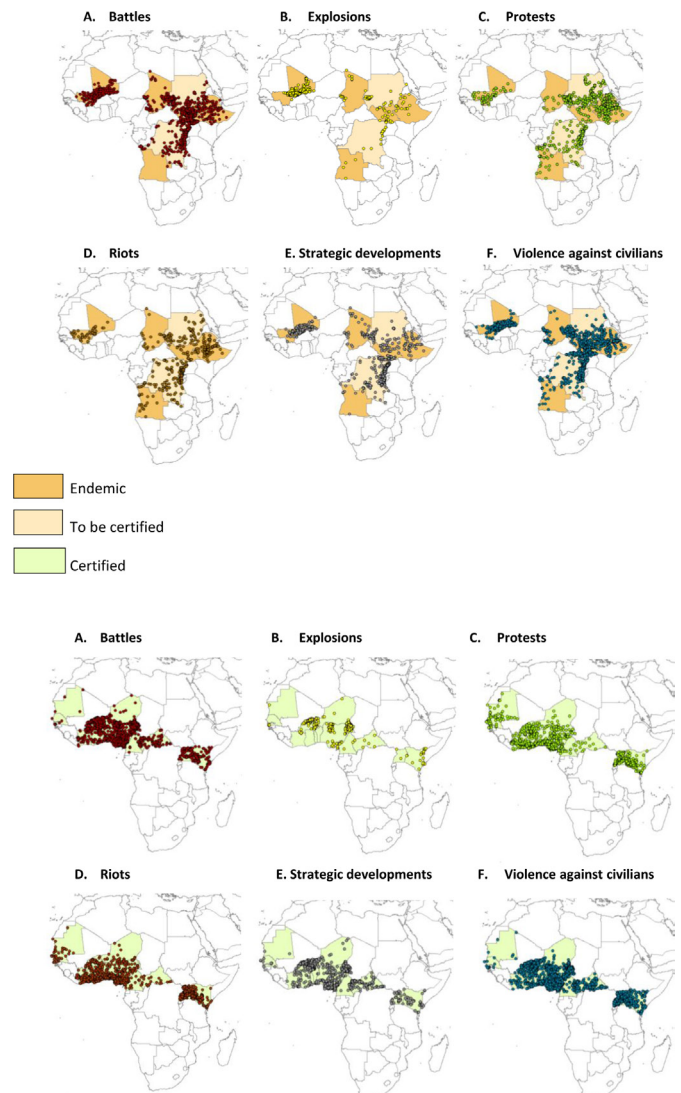 A. Battles
B. Explosions
C. Protests
D. Riots
E. Strategic developments
F. Violence against civilians
Endemic
To be certified
Certified
A. Battles
B. Explosions
C. Protests
D. Riots
E. Strategic developments
F. Violence against civilians